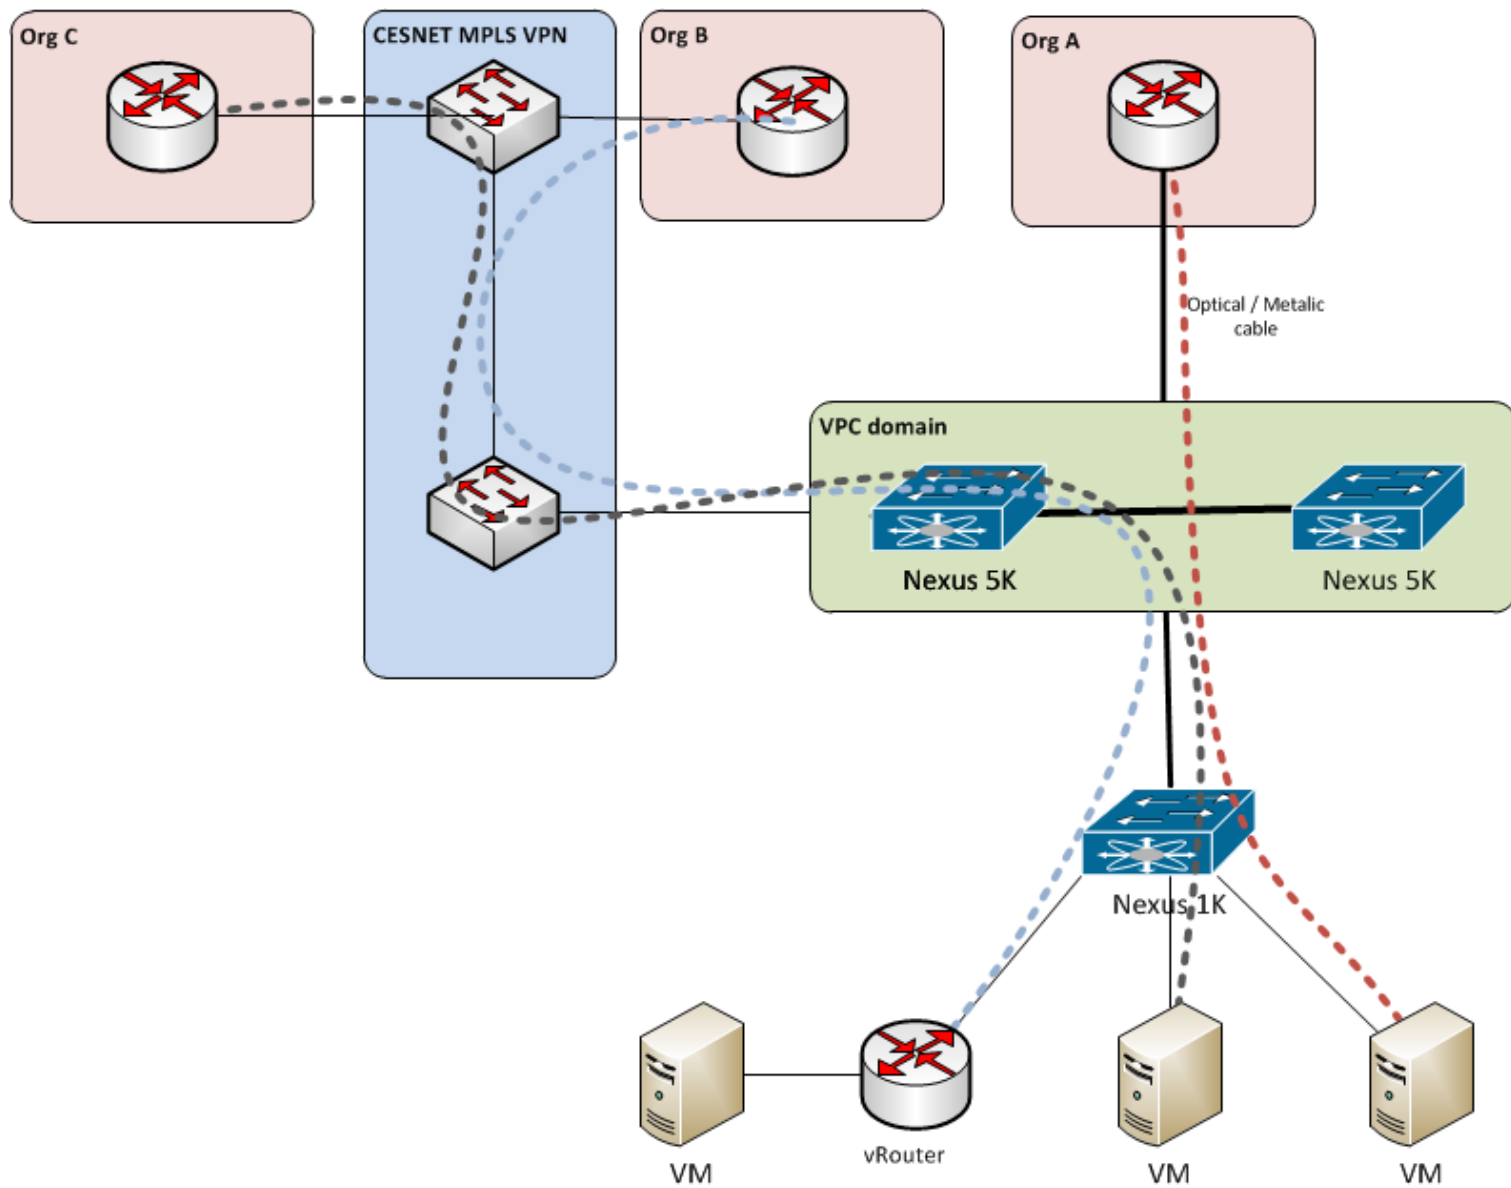 Org C
CESNET MPLS VPN
Org B
Org A
Optical / Metalic
cable
VPC domain
Nexus 5K
Nexus 5K
Nexus 1K
VM
vRouter
VM
VM